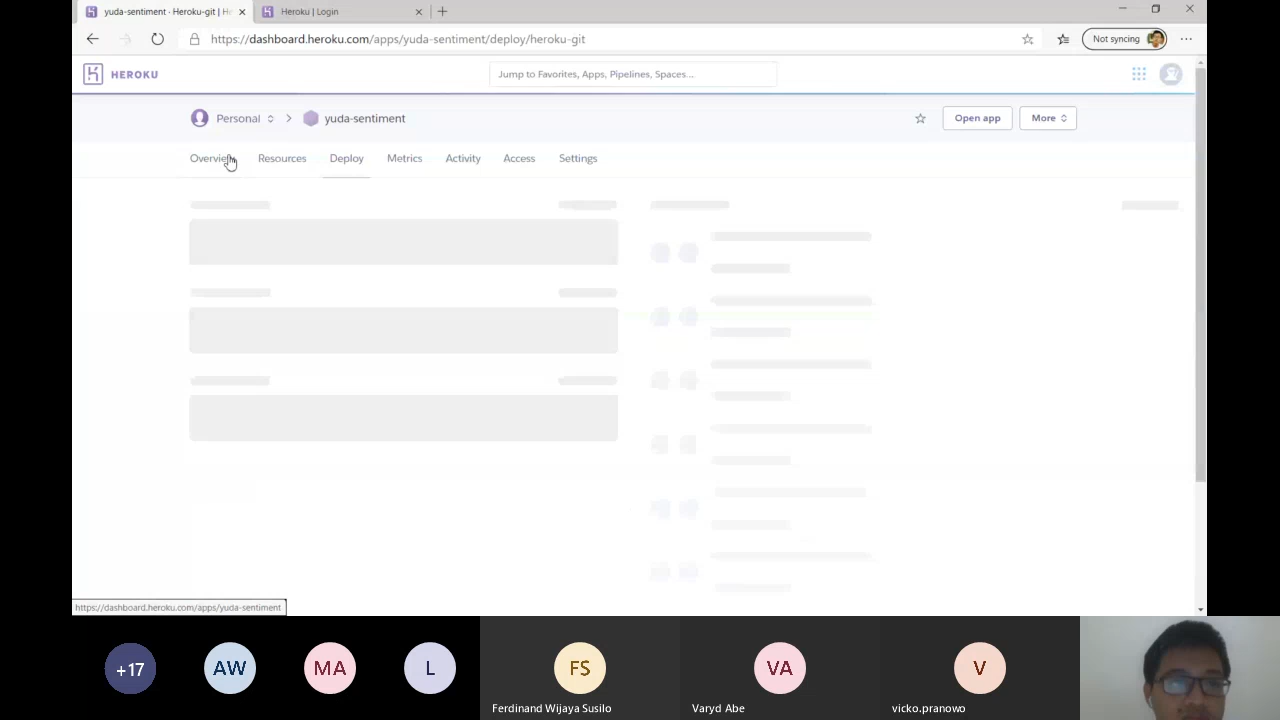 yuda-sentiment · Heroku-git | He
Heroku | Login
https://dashboard.heroku.com/apps/yuda-sentiment/deploy/heroku-git
Not syncing
HEROKU
Jump to Favorites, Apps, Pipelines, Spaces...
Personal
yuda-sentiment
Open app
More
Overview
Resources
Deploy
Metrics
Activity
Access
Settings
https://dashboard.heroku.com/apps/yuda-sentiment
+17
AW
MA
L
FS
VA
V
Ferdinand Wijaya Susilo
Varyd Abe
vicko.pranowo